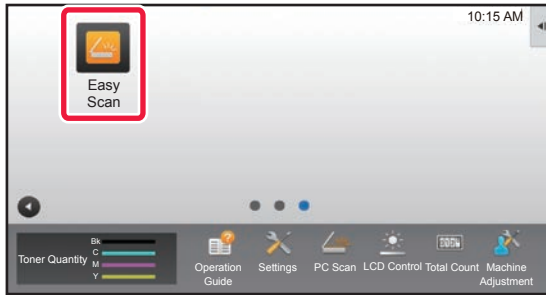 10:15 AM
Easy
Scan
Toner Quantity
Bk
C
M
Y
Operation
Guide
Settings
PC Scan
LCD Control
Total Count
Machine
Adjustment